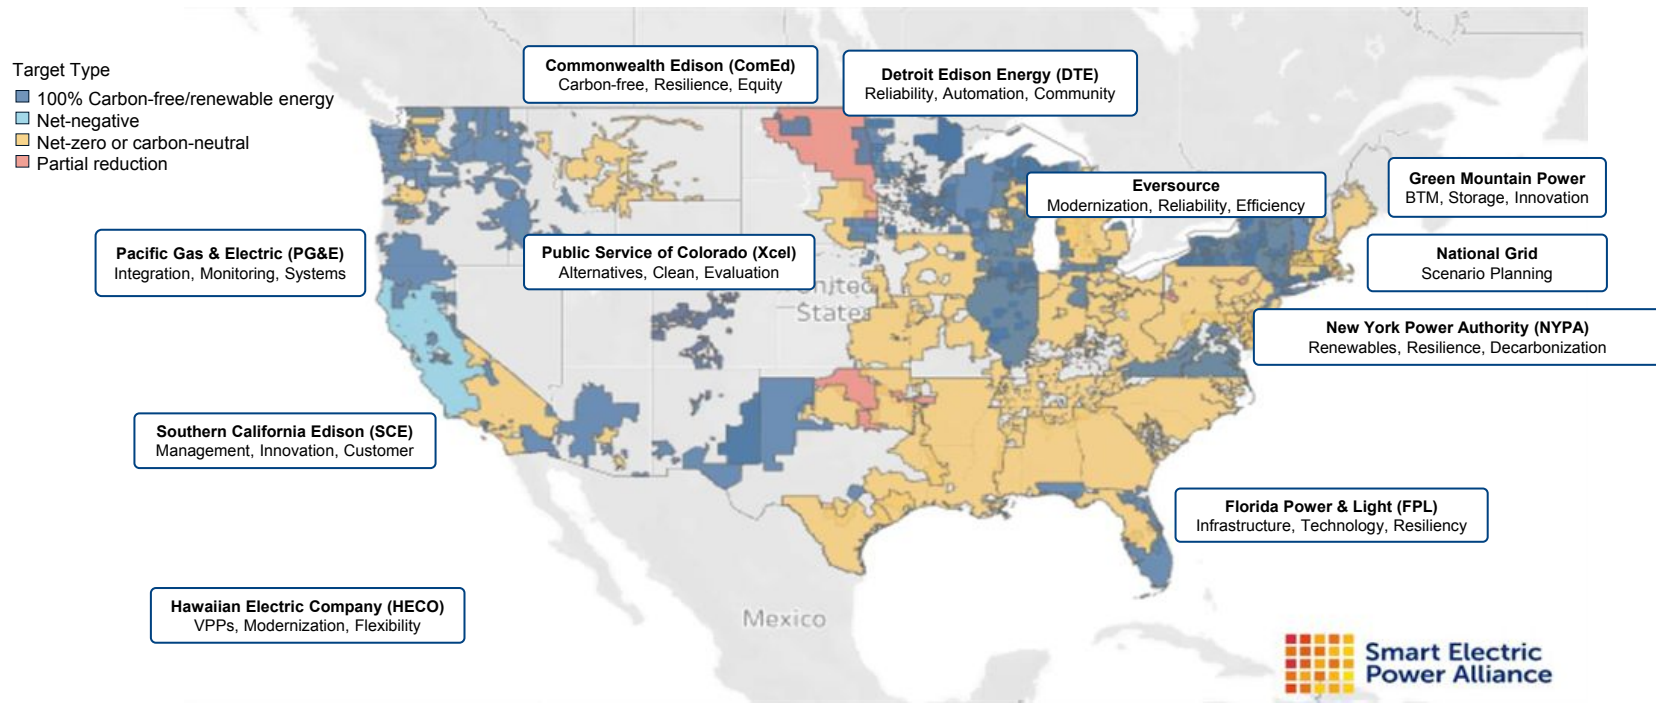 Target Type
100% Carbon-free/renewable energy
Net-negative
Net-zero or carbon-neutral
Partial reduction
Commonwealth Edison (ComEd)
Carbon-free, Resilience, Equity
Detroit Edison Energy (DTE)
Reliability, Automation, Community
Eversource
Modernization, Reliability, Efficiency
Green Mountain Power
BTM, Storage, Innovation
Pacific Gas & Electric (PG&E)
Integration, Monitoring, Systems
Public Service of Colorado (Xcel)
Alternatives, Clean, Evaluation
National Grid
Scenario Planning
United
States
New York Power Authority (NYPA)
Renewables, Resilience, Decarbonization
Southern California Edison (SCE)
Management, Innovation, Customer
Florida Power & Light (FPL)
Infrastructure, Technology, Resiliency
Hawaiian Electric Company (HECO)
VPPs, Modernization, Flexibility
Mexico
Smart Electric
Power Alliance